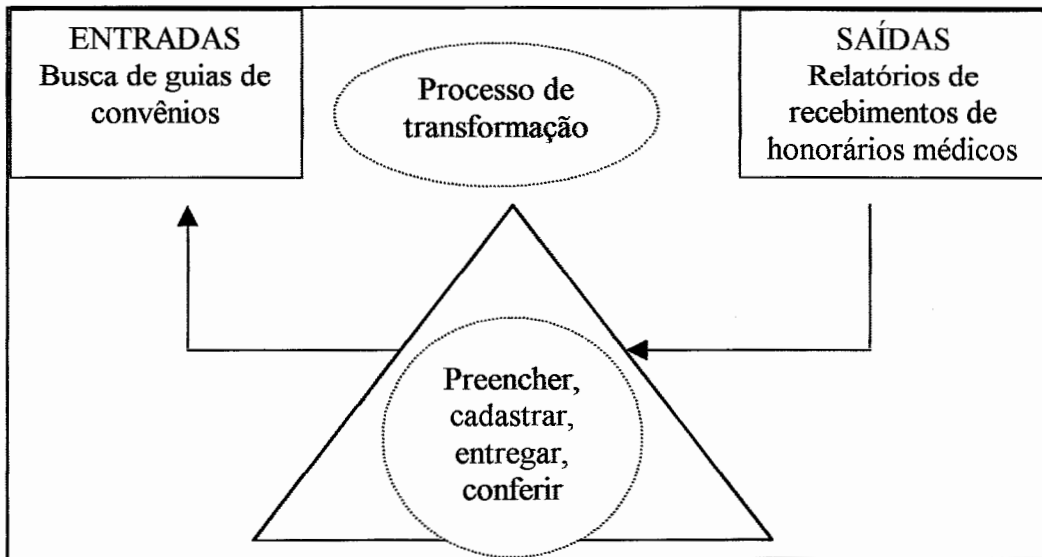 ENTRADAS
Busca de guias de
convênios
Processo de
transformação
SAÍDAS
Relatórios de
recebimentos de
honorários médicos
Preencher,
cadastrar,
entregar,
conferir